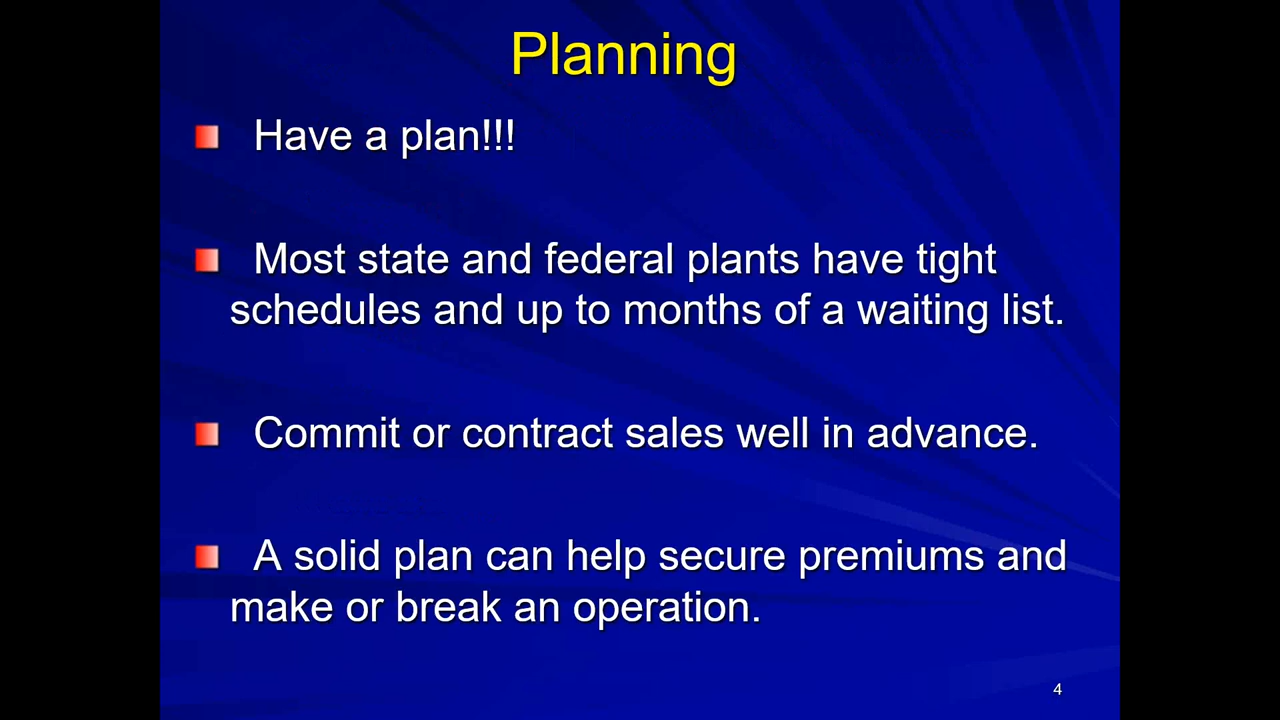 Planning
Have a plan!!!
Most state and federal plants have tight
schedules and up to months of a waiting list.
Commit or contract sales well in advance.
A solid plan can help secure premiums and
make or break an operation.
4